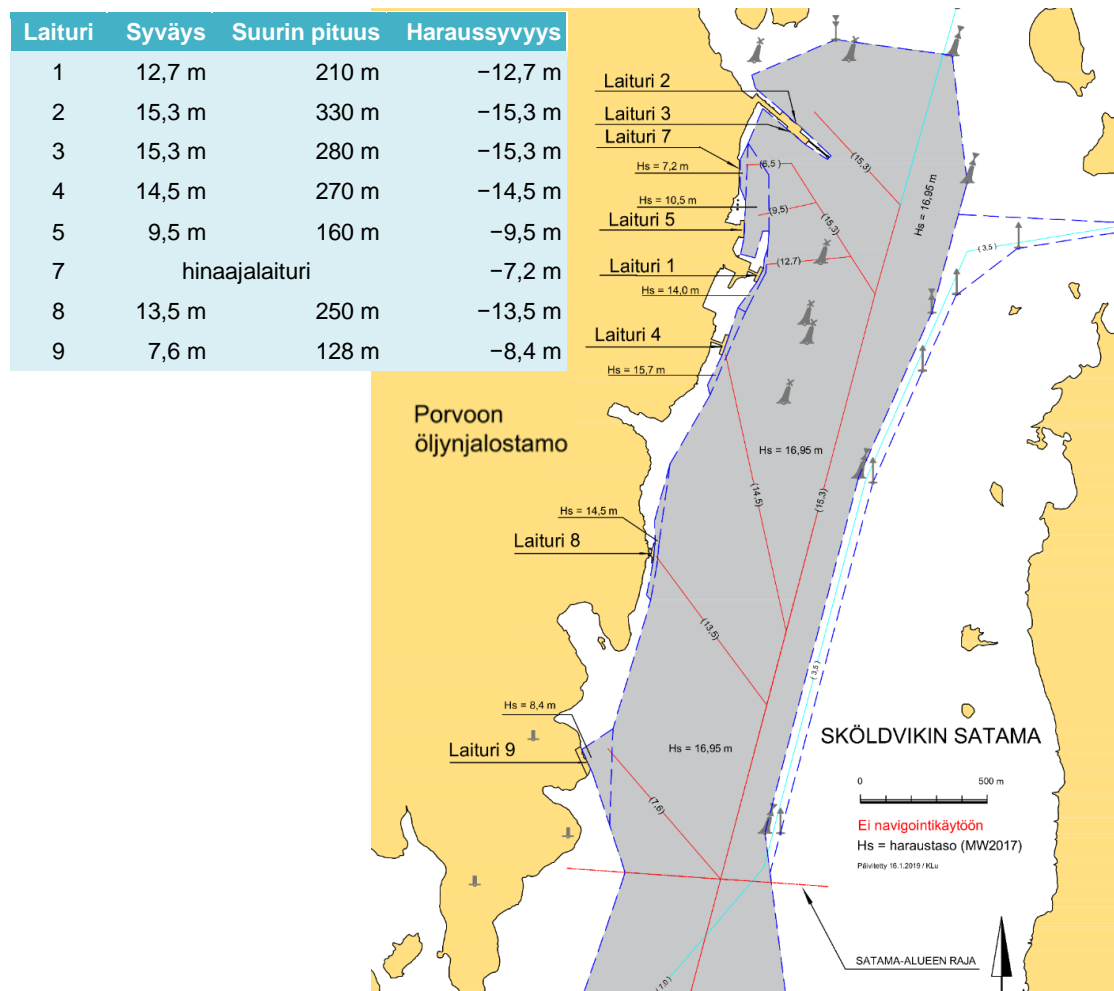 Laituri Syväys Suurin pituus Haraussyvyys
1 12,7 m 210 m −12,7 m
2 15,3 m 330 m −15,3 m
3 15,3 m 280 m −15,3 m
4 14,5 m 270 m −14,5 m
5 9,5 m 160 m −9,5 m
7 hinaajalaituri −7,2 m
8 13,5 m 250 m −13,5 m
9 7,6 m 128 m −8,4 m
Laituri 2
Laituri 3
Laituri 7
Hs = 7,2 m
(6,5)
(15,3)
Hs = 16,95 m
Hs = 10,5 m
(9,5)
(15,3)
Laituri 5
(3,5)
Laituri 1
(12,7)
Hs = 14,0 m
Laituri 4
Hs = 15,7 m
Porvoon
öljynjalostamo
Hs = 16,95 m
(14,5)
(15,3)
Hs = 14,5 m
Laituri 8
(13,5)
(3,5)
Hs = 8,4 m
Laituri 9
Hs = 16,95 m
(7,6)
SKÖLDVIKIN SATAMA
0 500 m
Ei navigointikäytöön
Hs = haraustaso (MW2017)
Päivitetty 16.1.2019 / KLu
SATAMA-ALUEEN RAJA
(7,0)